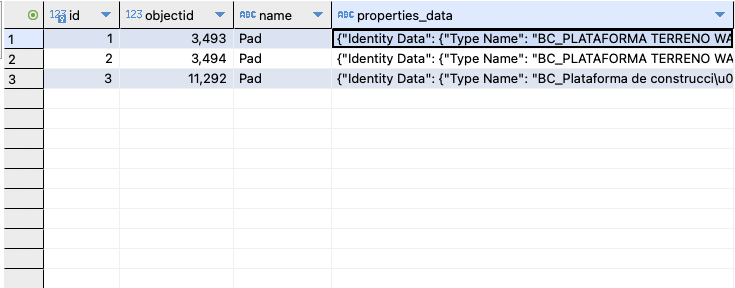 123 id 123 objectid ABC name ABC properties_data
1 1 3,493 Pad {"Identity Data": {"Type Name": "BC_PLATAFORMA TERRENO WA
2 2 3,494 Pad {"Identity Data": {"Type Name": "BC_PLATAFORMA TERRENO WA
3 3 11,292 Pad {"Identity Data": {"Type Name": "BC_Plataforma de construcci\u0